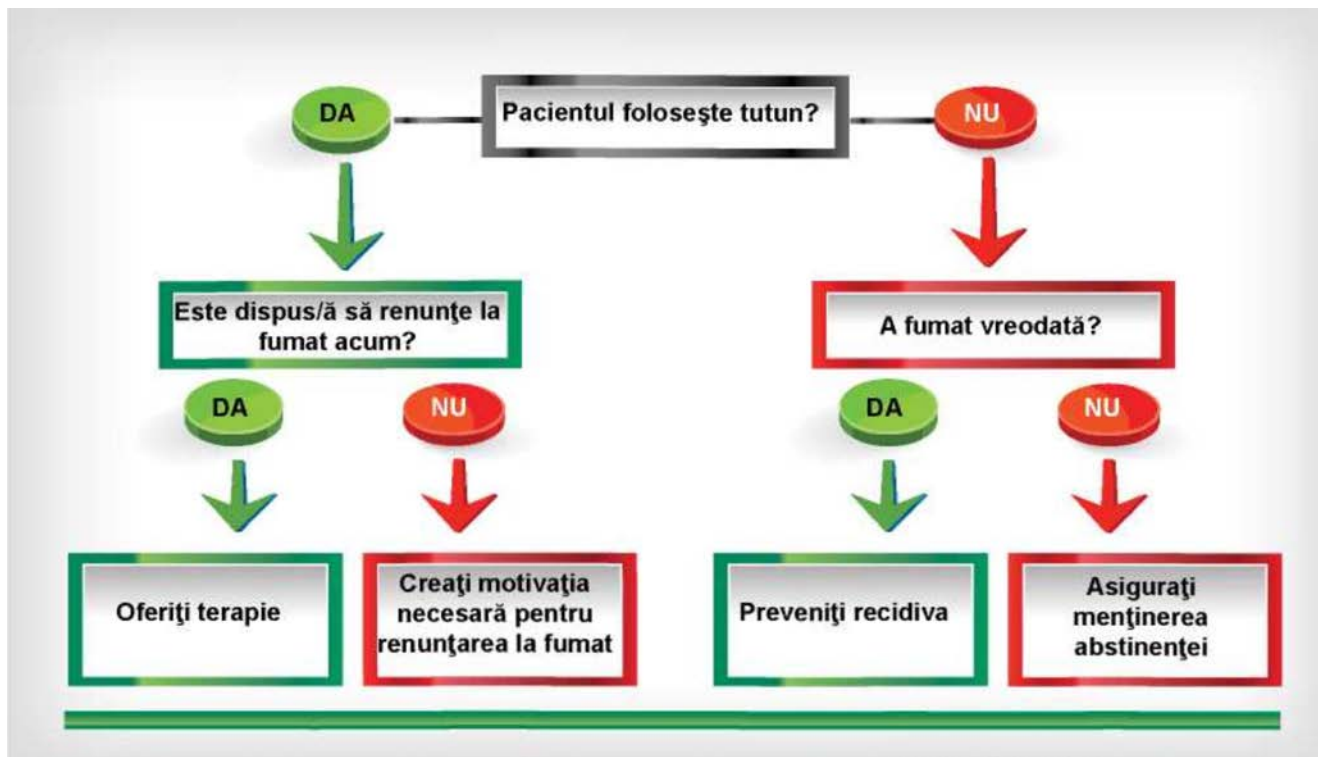 DA
Pacientul foloseşte tutun?
NU
Este dispus/ă să renunţe la
fumat acum?
A fumat vreodată?
DA
NU
DA
NU
Oferiţi terapie
Creaţi motivaţia
necesară pentru
renunţarea la fumat
Preveniţi recidiva
Asiguraţi
menţinerea
abstinenţei